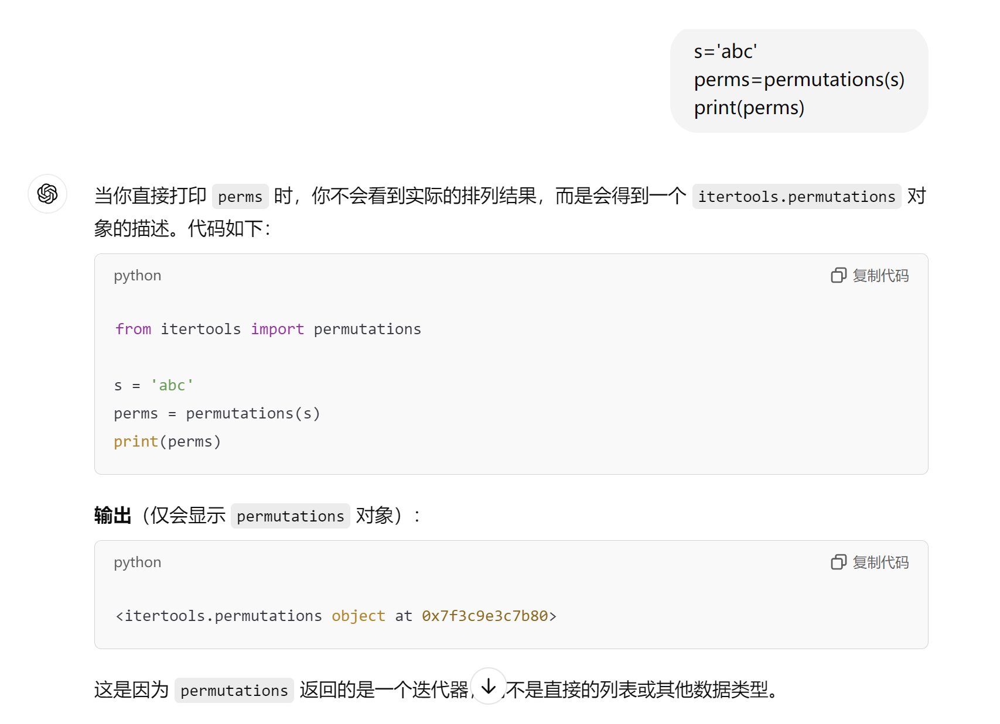 s='abc'
perms=permutations(s)
print(perms)
当你直接打印 perms 时，你不会看到实际的排列结果，而是会得到一个 itertools.permutations 对
象的描述。代码如下：
python
复制代码
from itertools import permutations
s = 'abc'
perms = permutations(s)
print(perms)
输出（仅会显示 permutations 对象）：
python
复制代码
<itertools.permutations object at 0x7f3c9e3c7b80>
这是因为 permutations 返回的是一个迭代器，不是直接的列表或其他数据类型。